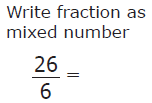 Write fraction as
mixed number
26
6 =